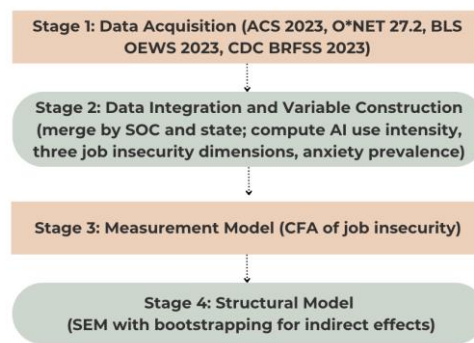 Stage 1: Data Acquisition (ACS 2023, O*NET 27.2, BLS
OEWS 2023, CDC BRFSS 2023)
Stage 2: Data Integration and Variable Construction
(merge by SOC and state; compute AI use intensity,
three job insecurity dimensions, anxiety prevalence)
Stage 3: Measurement Model (CFA of job insecurity)
Stage 4: Structural Model
(SEM with bootstrapping for indirect effects)